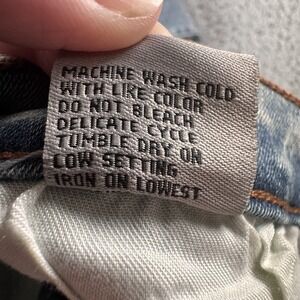 MACHINE WASH COLD
WITH LIKE COLOR
DO NOT BLEACH
DELICATE CYCLE
TUMBLE DRY ON
LOW SETTING
IRON ON LOWEST